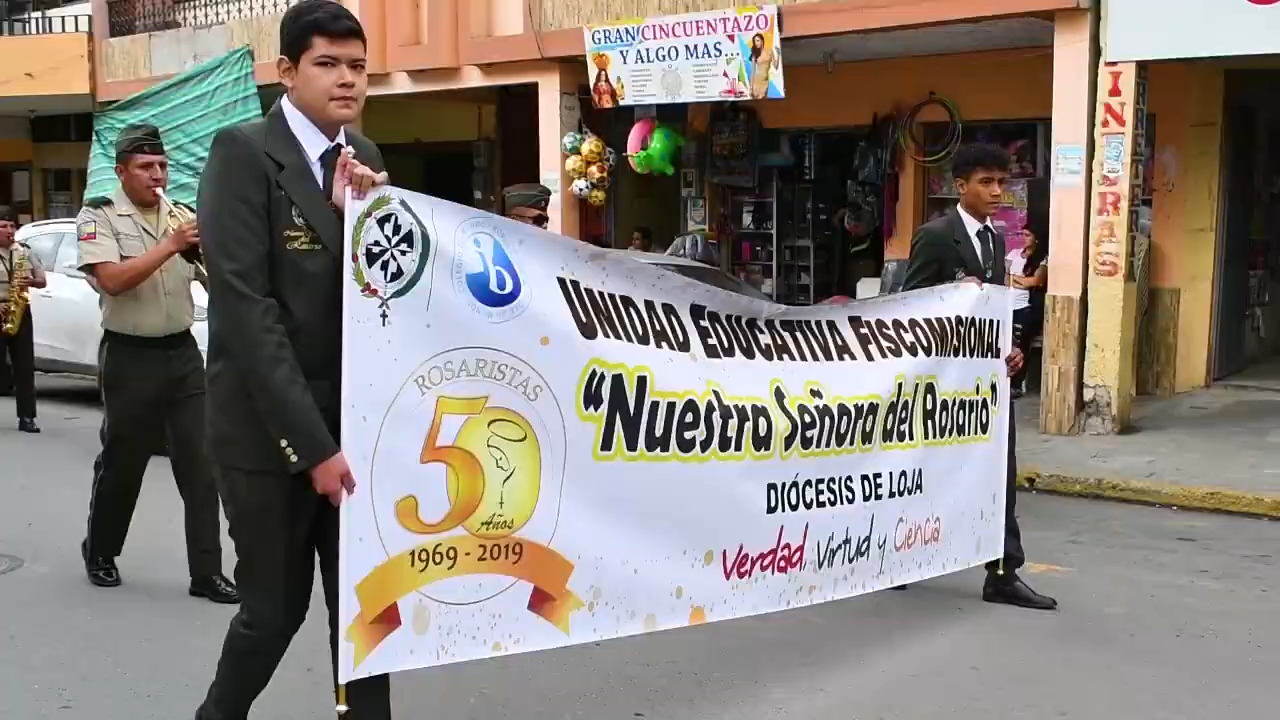 GRAN CINCUENTAZO
Y ALGO MAS...
UNIDAD EDUCATIVA FISCOMISIONAL
"Nuestra Señora del Rosario"
DIÓCESIS DE LOJA
Verdad, Virtud y Ciencia
ROSARISTAS
50
Años
1969 - 2019